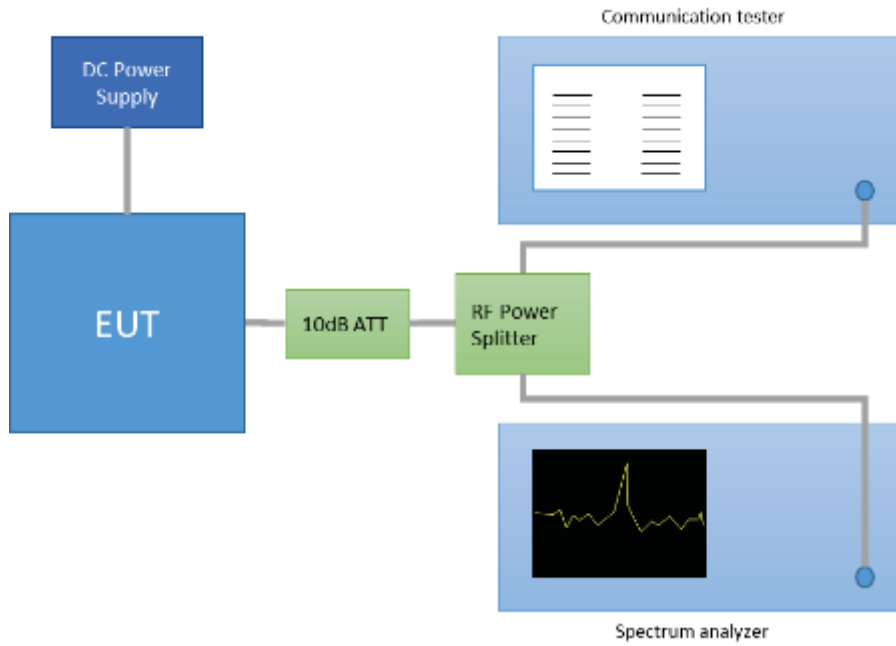 Communication tester
DC Power
Supply
EUT
10dB ATT
RF Power
Splitter
Spectrum analyzer